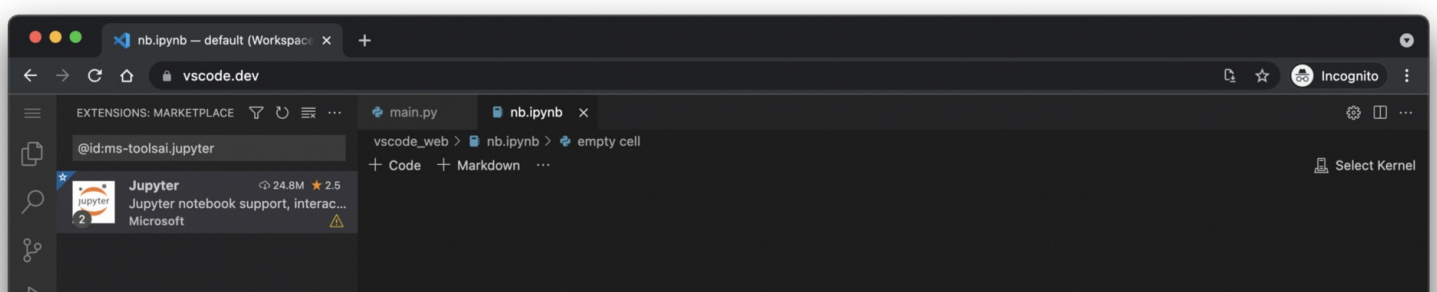 nb.ipynb — default (Workspace
vscode.dev
Incognito
EXTENSIONS: MARKETPLACE
main.py
nb.ipynb
@id:ms-toolsai.jupyter
vscode_web > nb.ipynb > empty cell
+ Code + Markdown ...
Select Kernel
jupyter
2
Jupyter 24.8M ★ 2.5
Jupyter notebook support, interac...
Microsoft